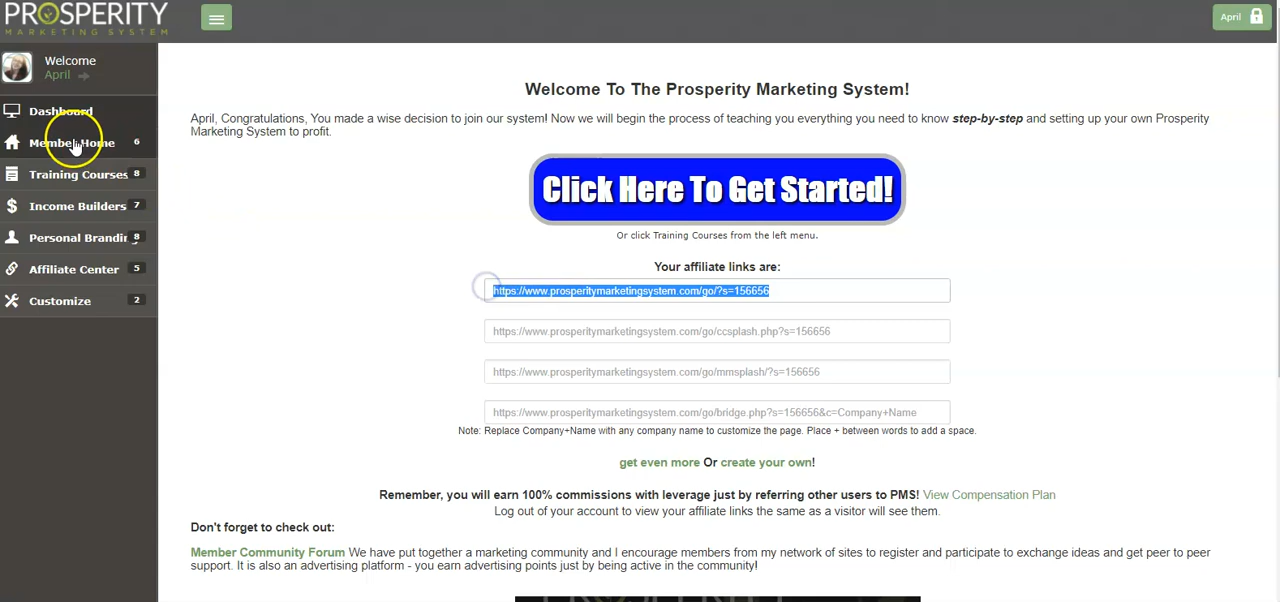 PROSPERITY
MARKETING SYSTEM
April
Welcome
April
Dashboard
Member Home 6
Training Courses 8
Income Builders 7
Personal Brandin 8
Affiliate Center 5
Customize 2
Welcome To The Prosperity Marketing System!
April, Congratulations, You made a wise decision to join our system! Now we will begin the process of teaching you everything you need to know step-by-step and setting up your own Prosperity
Marketing System to profit.
Click Here To Get Started!
Or click Training Courses from the left menu.
Your affiliate links are:
https://www.prosperitymarketingsystem.com/go/?s=156656
https://www.prosperitymarketingsystem.com/go/ccsplash.php?s=156656
https://www.prosperitymarketingsystem.com/go/mmsplash/?s=156656
https://www.prosperitymarketingsystem.com/go/bridge.php?s=156656&c=Company+Name
Note: Replace Company+Name with any company name to customize the page. Place + between words to add a space.
get even more Or create your own!
Remember, you will earn 100% commissions with leverage just by referring other users to PMS! View Compensation Plan
Log out of your account to view your affiliate links the same as a visitor will see them.
Don't forget to check out:
Member Community Forum We have put together a marketing community and I encourage members from my network of sites to register and participate to exchange ideas and get peer to peer
support. It is also an advertising platform - you earn advertising points just by being active in the community!